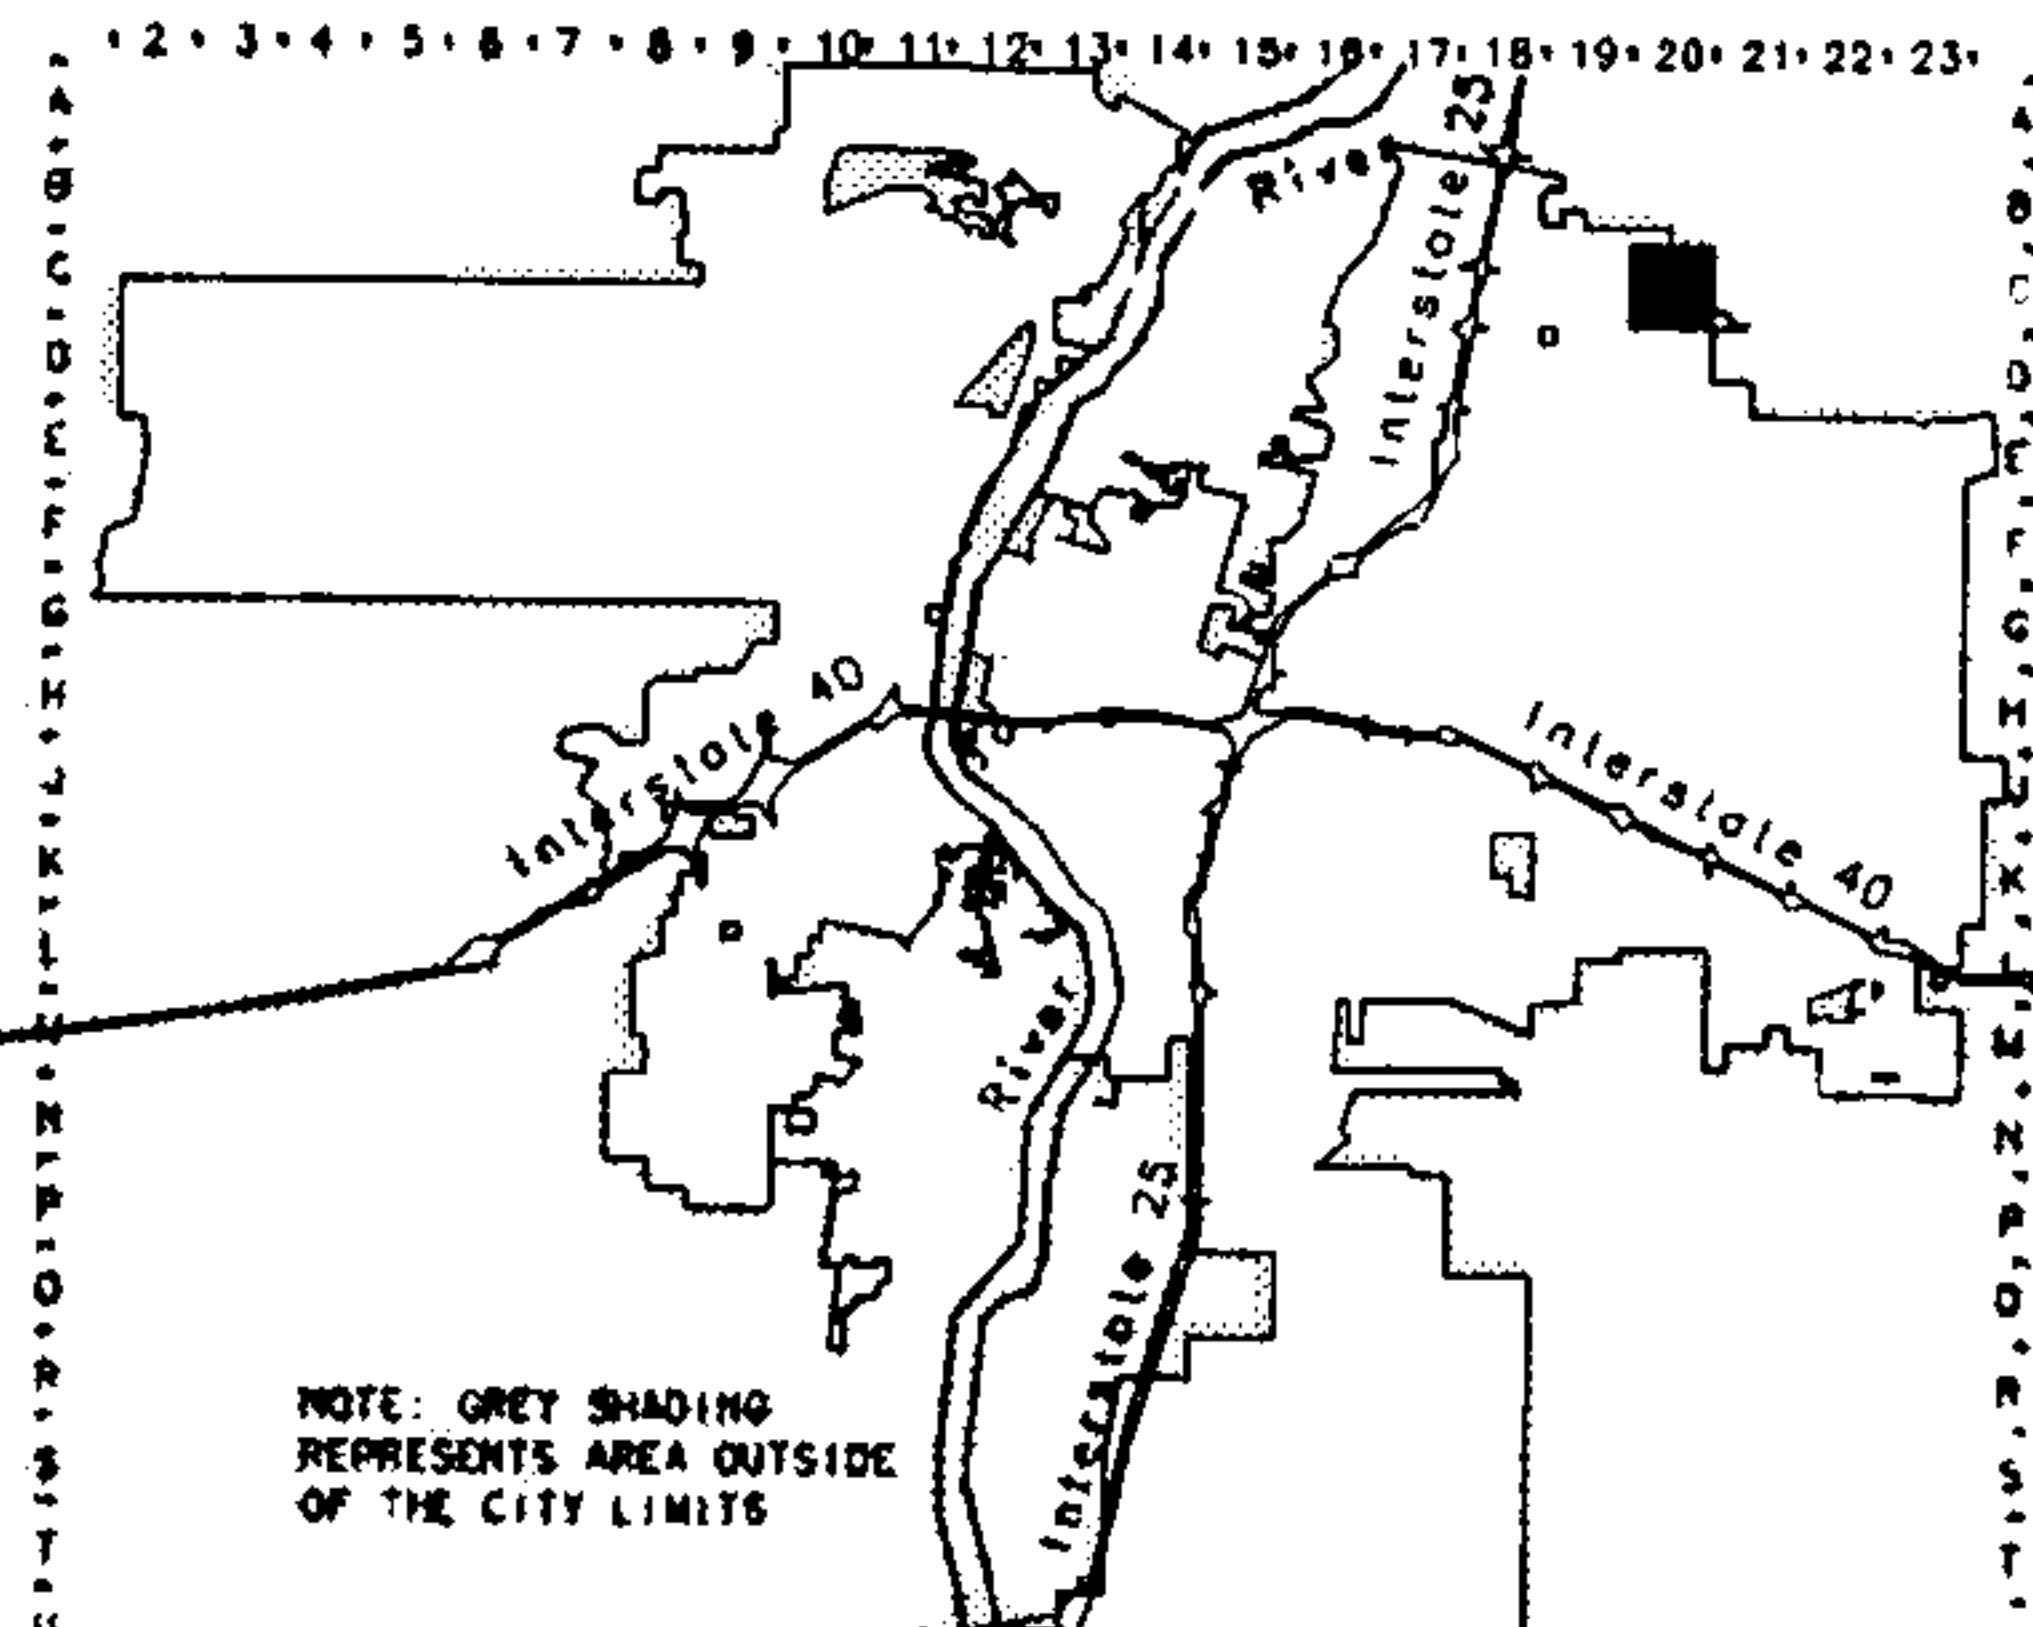 2 3 4 5 6 7 8 9 10 11 12 13 14 15 16 17 18 19 20 21 22 23
A A
B B
C C
D D
E E
F F
G G
H H
J J
K K
L L
M M
N N
P P
Q Q
R R
S S
T T
River
Interstate 25
Interstate 40
Interstate 40
River
Interstate 25
NOTE: GREY SHADING
REPRESENTS AREA OUTSIDE
OF THE CITY LIMITS